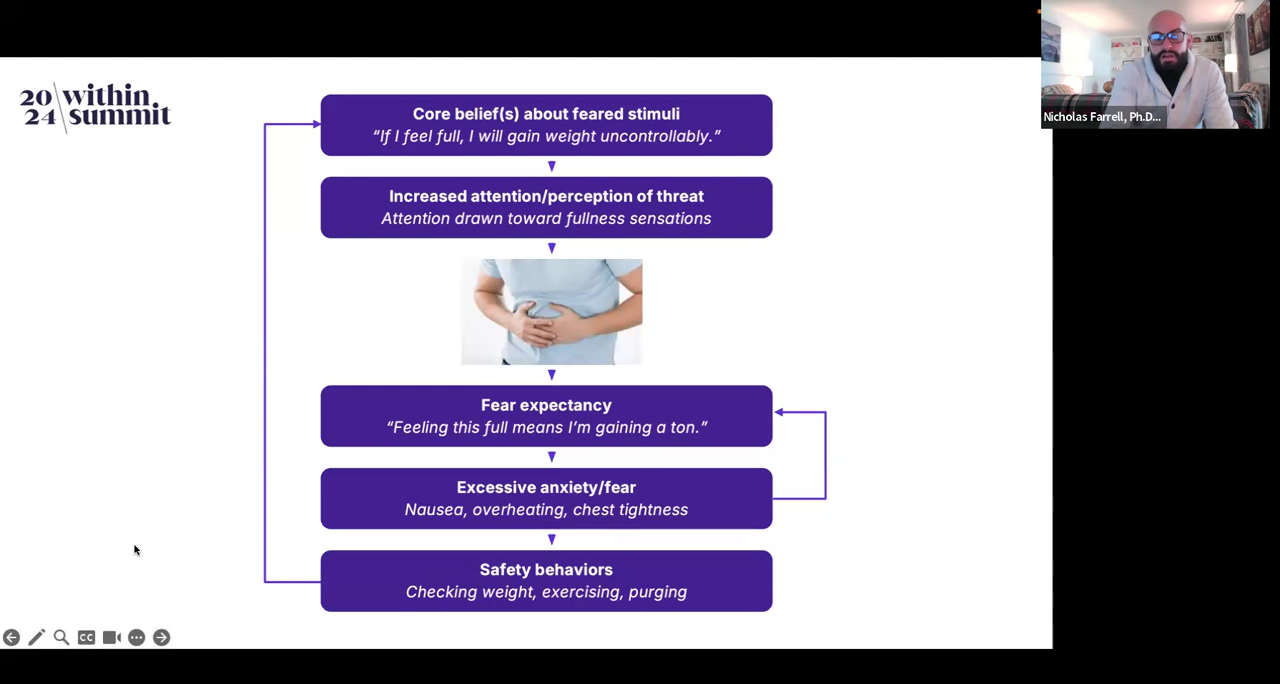 20 within
24 summit
Core belief(s) about feared stimuli
“If I feel full, I will gain weight uncontrollably.”
Increased attention/perception of threat
Attention drawn toward fullness sensations
Fear expectancy
“Feeling this full means I’m gaining a ton.”
Excessive anxiety/fear
Nausea, overheating, chest tightness
Safety behaviors
Checking weight, exercising, purging
Nicholas Farrell, Ph.D...
CC